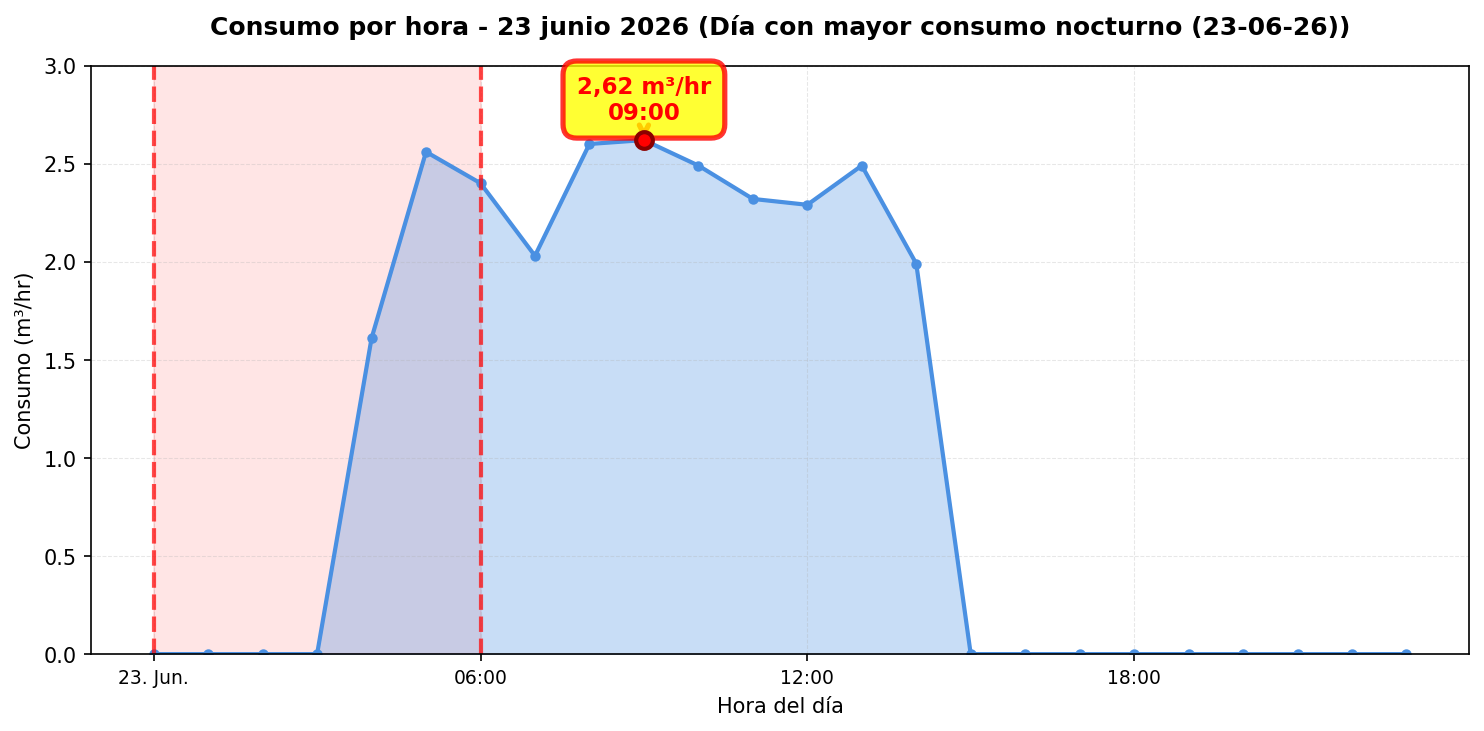 Consumo por hora - 23 junio 2026 (Día con mayor consumo nocturno (23-06-26))
2,62 m³/hr
09:00
Consumo (m³/hr)
3.0
2.5
2.0
1.5
1.0
0.5
0.0
23. Jun.
06:00
12:00
18:00
Hora del día